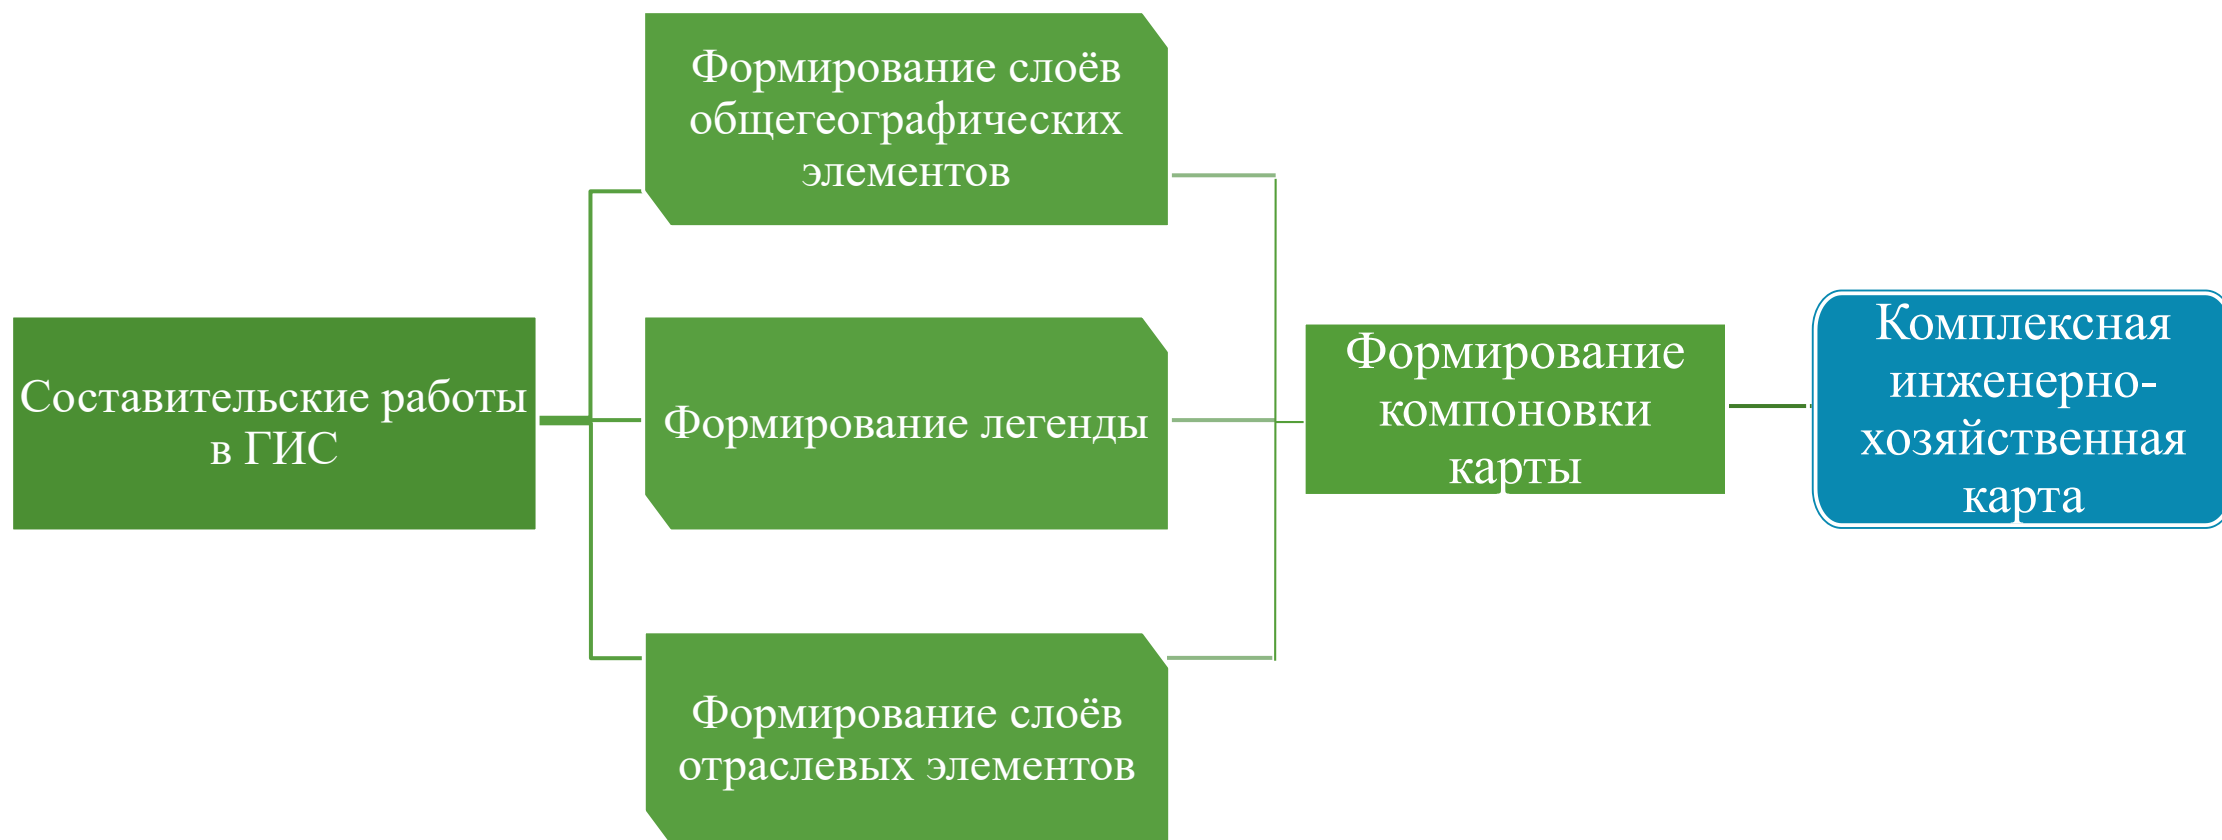 Составительские работы
в ГИС
Формирование слоёв
общегеографических
элементов
Формирование легенды
Формирование слоёв
отраслевых элементов
Формирование
компоновки
карты
Комплексная
инженерно-
хозяйственная
карта